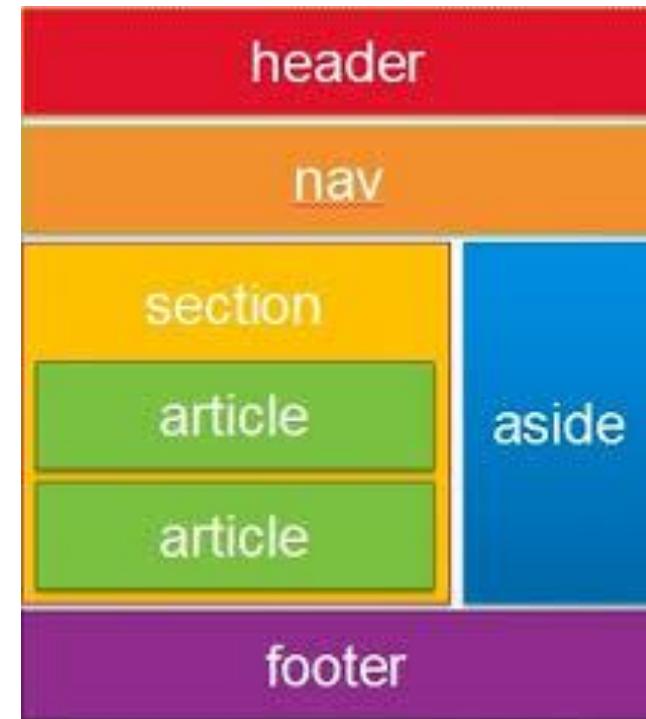 header
nav
section
article
article
aside
footer